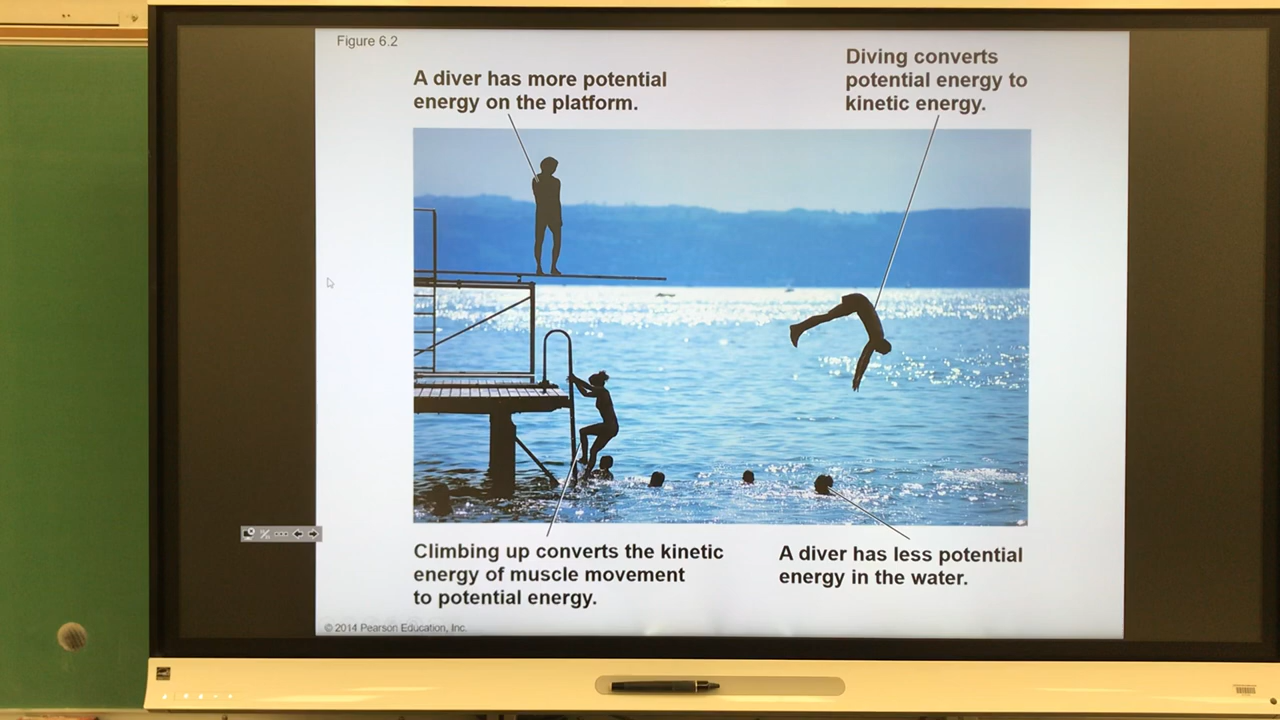 Figure 6.2
A diver has more potential
energy on the platform.
Diving converts
potential energy to
kinetic energy.
Climbing up converts the kinetic
energy of muscle movement
to potential energy.
A diver has less potential
energy in the water.
© 2014 Pearson Education, Inc.